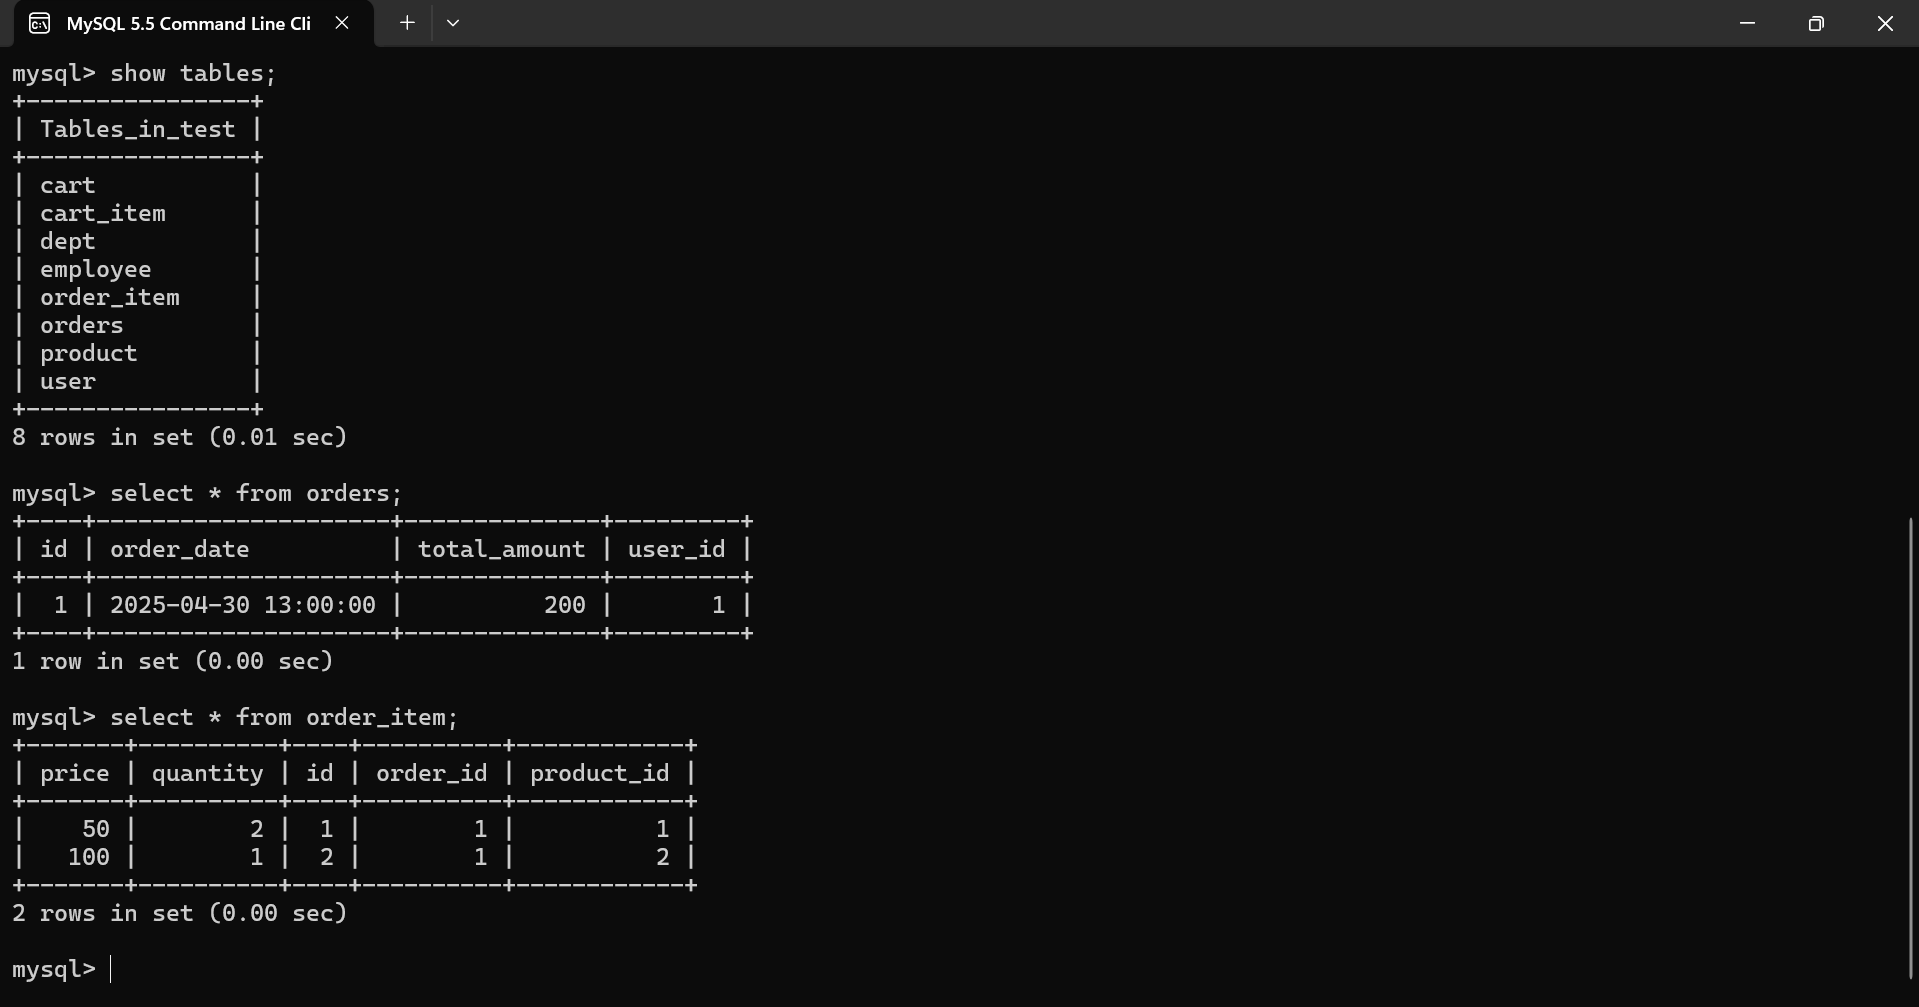 MySQL 5.5 Command Line Cli
mysql> show tables;
+----------------+
| Tables_in_test |
+----------------+
| cart           |
| cart_item      |
| dept           |
| employee       |
| order_item     |
| orders         |
| product        |
| user           |
+----------------+
8 rows in set (0.01 sec)
mysql> select * from orders;
+----+---------------------+--------------+---------+
| id | order_date          | total_amount | user_id |
+----+---------------------+--------------+---------+
|  1 | 2025-04-30 13:00:00 |          200 |       1 |
+----+---------------------+--------------+---------+
1 row in set (0.00 sec)
mysql> select * from order_item;
+-------+----------+----+----------+------------+
| price | quantity | id | order_id | product_id |
+-------+----------+----+----------+------------+
|    50 |        2 |  1 |        1 |          1 |
|   100 |        1 |  2 |        1 |          2 |
+-------+----------+----+----------+------------+
2 rows in set (0.00 sec)
mysql>